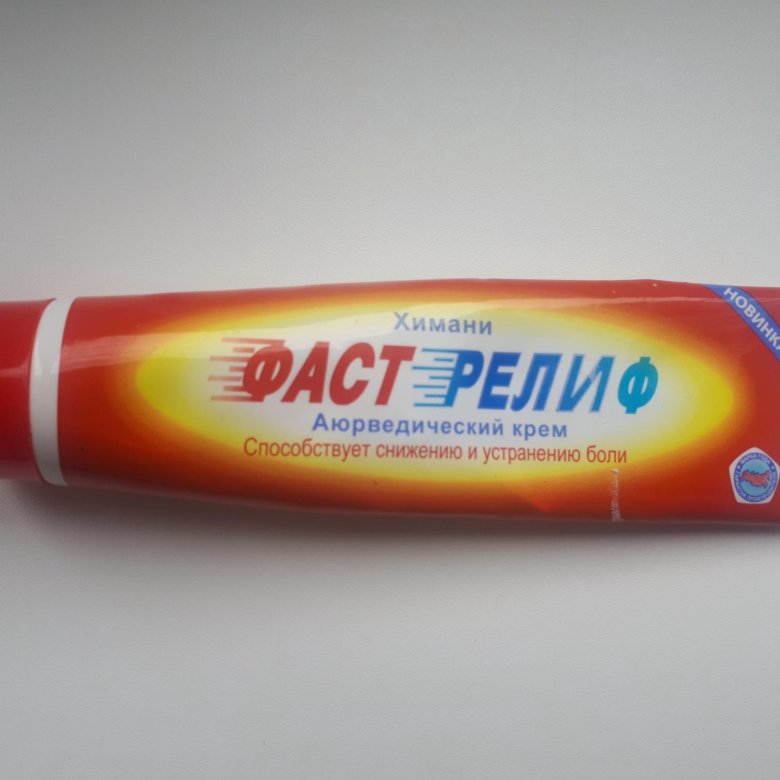 Химани
ФАСТ РЕЛИФ
Аюрведический крем
Способствует снижению и устранению боли
НОВИНКА